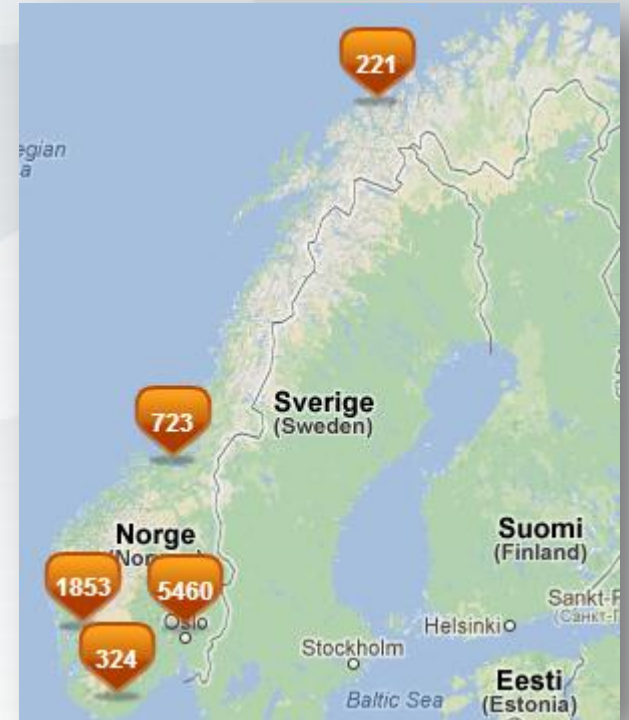 221
egian
a
Sverige
(Sweden)
723
Norge
Suomi
(Finland)
1853
5460
Oslo
324
Stockholm
Helsinki
Sankt-
(Санкт-
Baltic Sea
Eesti
(Estonia)